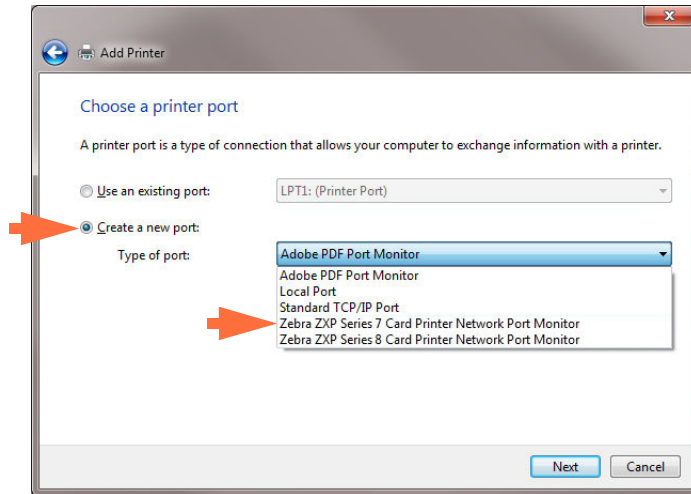 Add Printer
Choose a printer port
A printer port is a type of connection that allows your computer to exchange information with a printer.
Use an existing port: LPT1: (Printer Port)
Create a new port:
Type of port: Adobe PDF Port Monitor
Adobe PDF Port Monitor
Local Port
Standard TCP/IP Port
Zebra ZXP Series 7 Card Printer Network Port Monitor
Zebra ZXP Series 8 Card Printer Network Port Monitor
Next Cancel